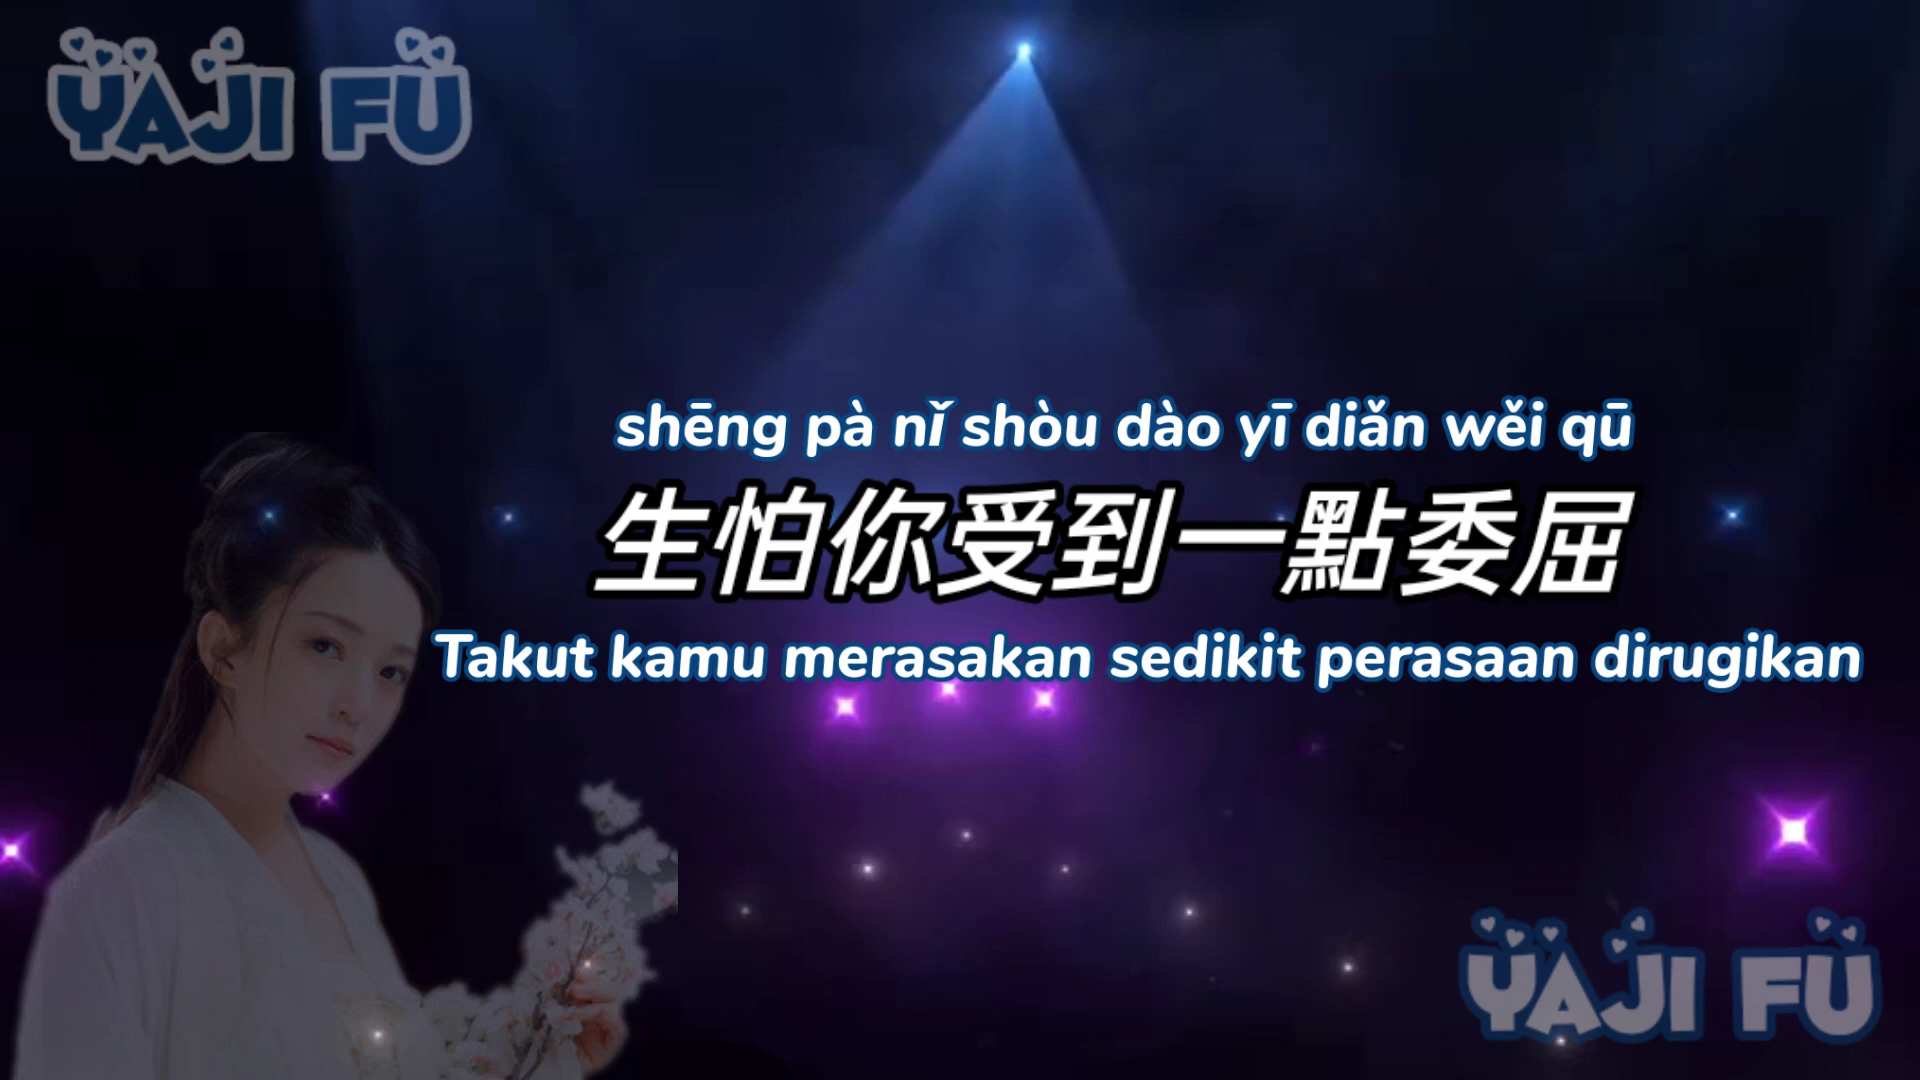 YAJI FU
shēng pà nǐ shòu dào yī diǎn wěi qū
生怕你受到一點委屈
Takut kamu merasakan sedikit perasaan dirugikan
YAJI FU